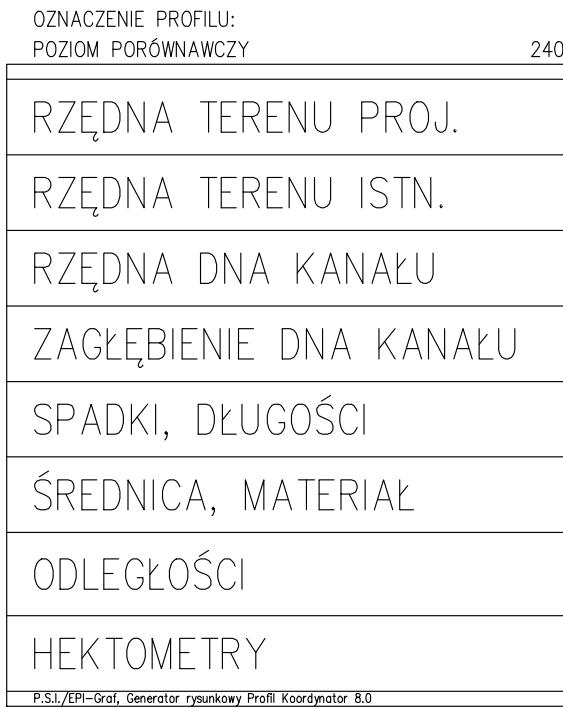 OZNACZENIE PROFILU:
POZIOM PORÓWNAWCZY 240
RZĘDNA TERENU PROJ.
RZĘDNA TERENU ISTN.
RZĘDNA DNA KANAŁU
ZAGŁĘBIENIE DNA KANAŁU
SPADKI, DŁUGOŚCI
ŚREDNICA, MATERIAŁ
ODLEGŁOŚCI
HEKTOMETRY
P.S.I./EPI-Graf, Generator rysunkowy Profil Koordynator 8.0